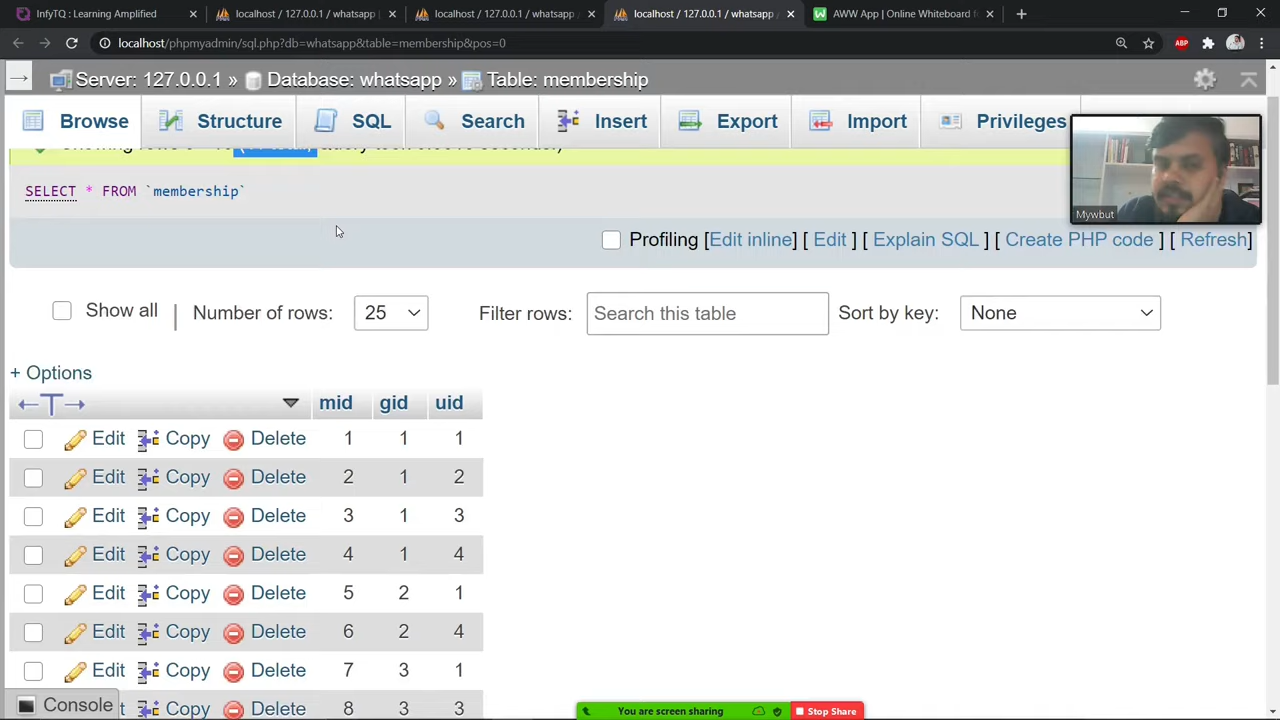 InfyTQ : Learning Amplified
localhost / 127.0.0.1 / whatsapp
localhost / 127.0.0.1 / whatsapp
localhost / 127.0.0.1 / whatsapp
AWW App | Online Whiteboard
localhost/phpmyadmin/sql.php?db=whatsapp&table=membership&pos=0
ABP
Server: 127.0.0.1 » Database: whatsapp » Table: membership
Browse Structure SQL Search Insert Export Import Privileges
SELECT * FROM `membership`
Mywbut
Profiling [Edit inline] [ Edit ] [ Explain SQL ] [ Create PHP code ] [ Refresh]
Show all | Number of rows: 25 Filter rows: Search this table Sort by key: None
+ Options
←T→ mid gid uid
Edit Copy Delete 1 1 1
Edit Copy Delete 2 1 2
Edit Copy Delete 3 1 3
Edit Copy Delete 4 1 4
Edit Copy Delete 5 2 1
Edit Copy Delete 6 2 4
Edit Copy Delete 7 3 1
Copy Delete 8 3 3
Console
You are screen sharing Stop Share